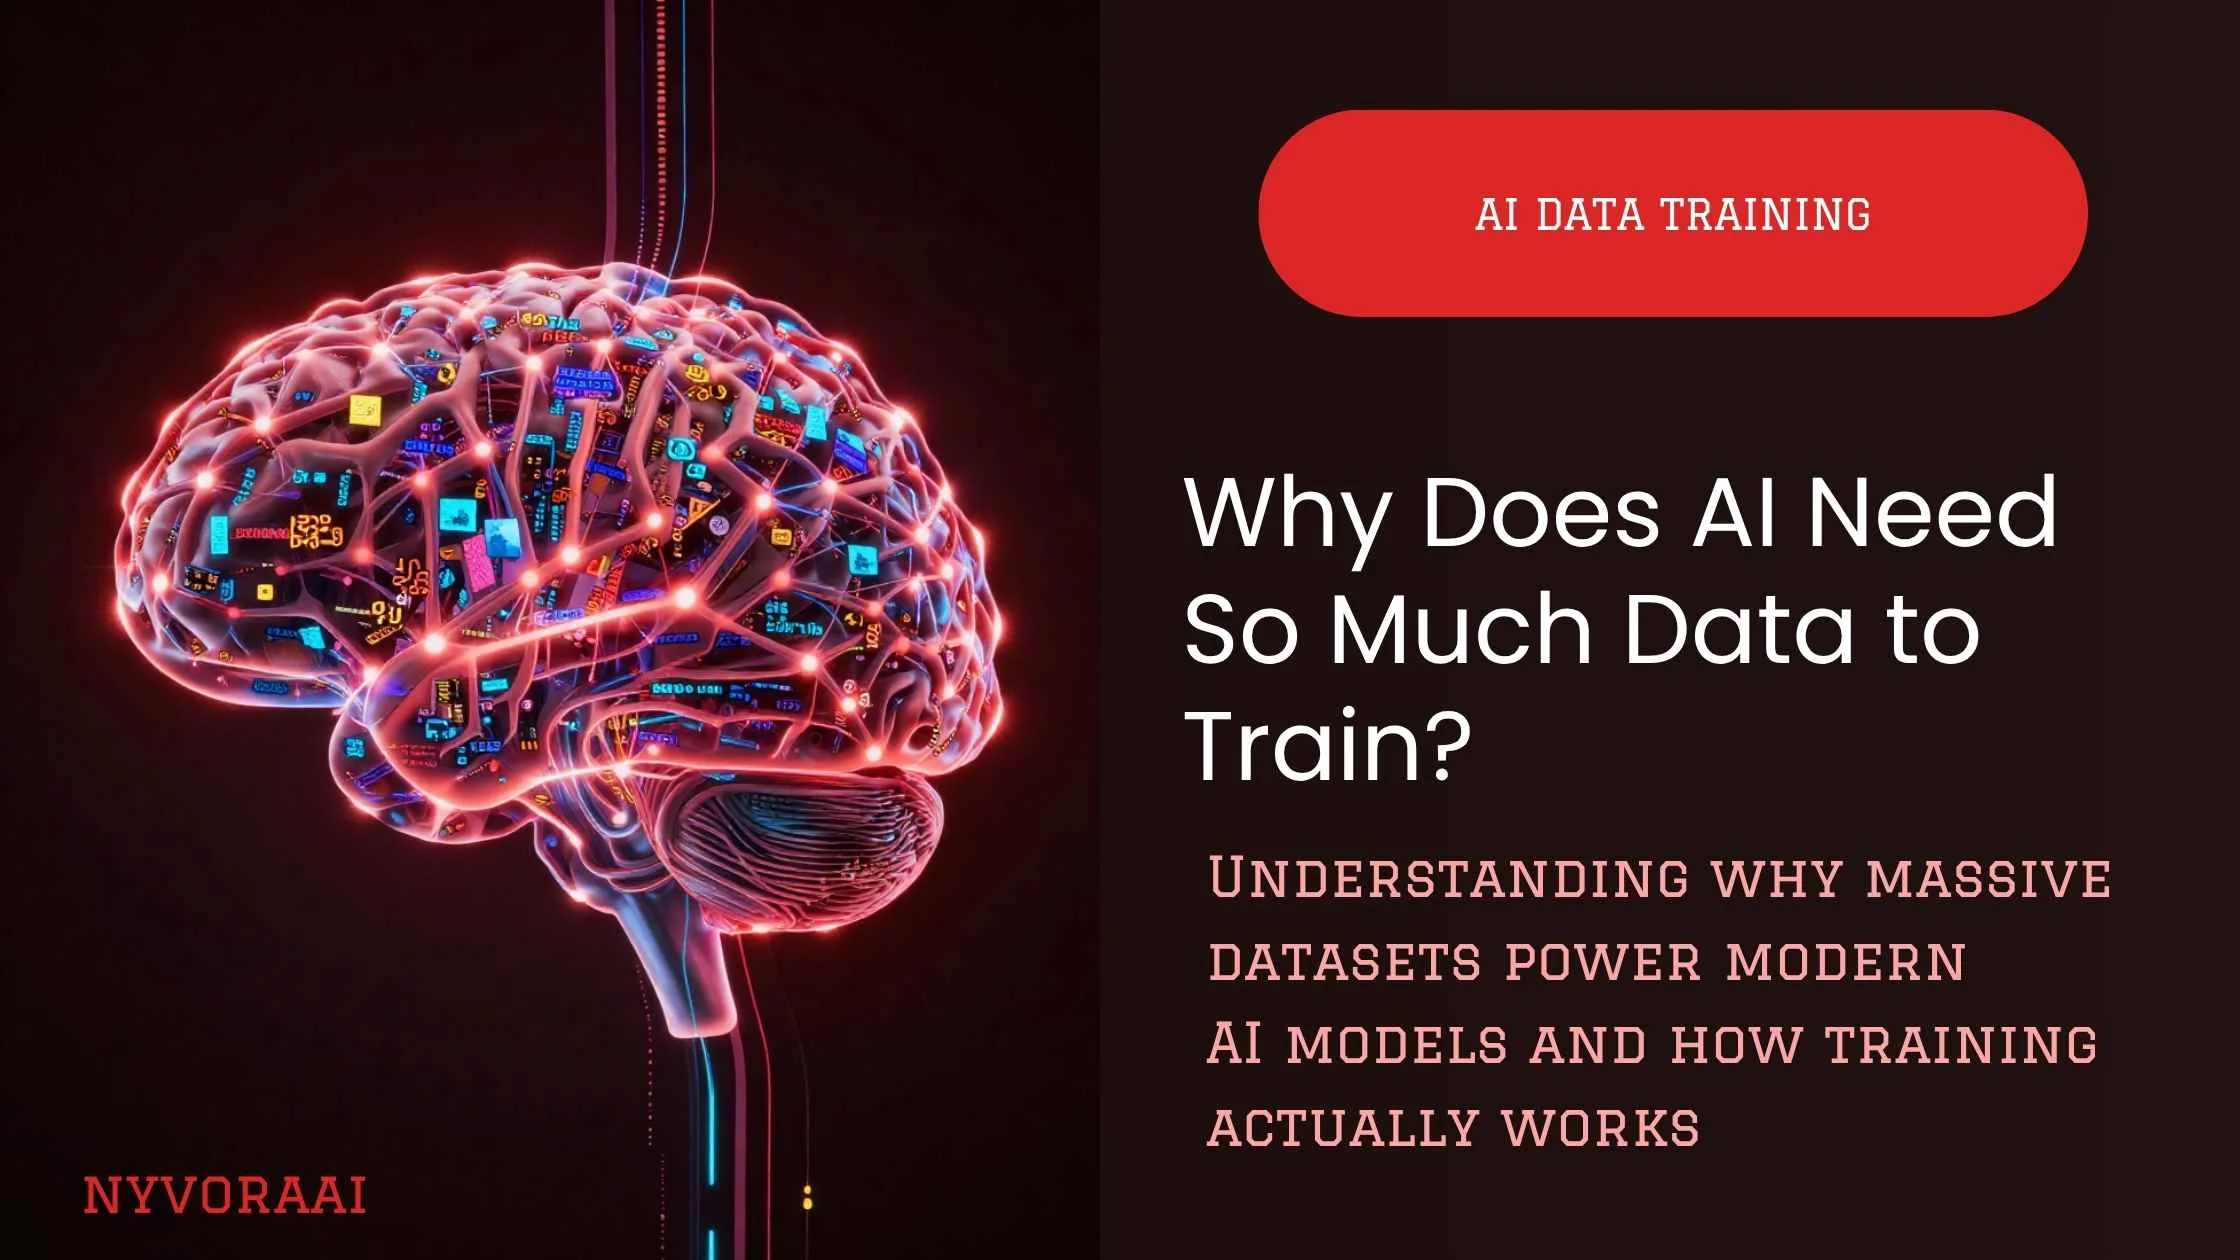 AI DATA TRAINING
Why Does AI Need
So Much Data to
Train?
Understanding why massive
datasets power modern
AI models and how training
actually works
NYVORAAI